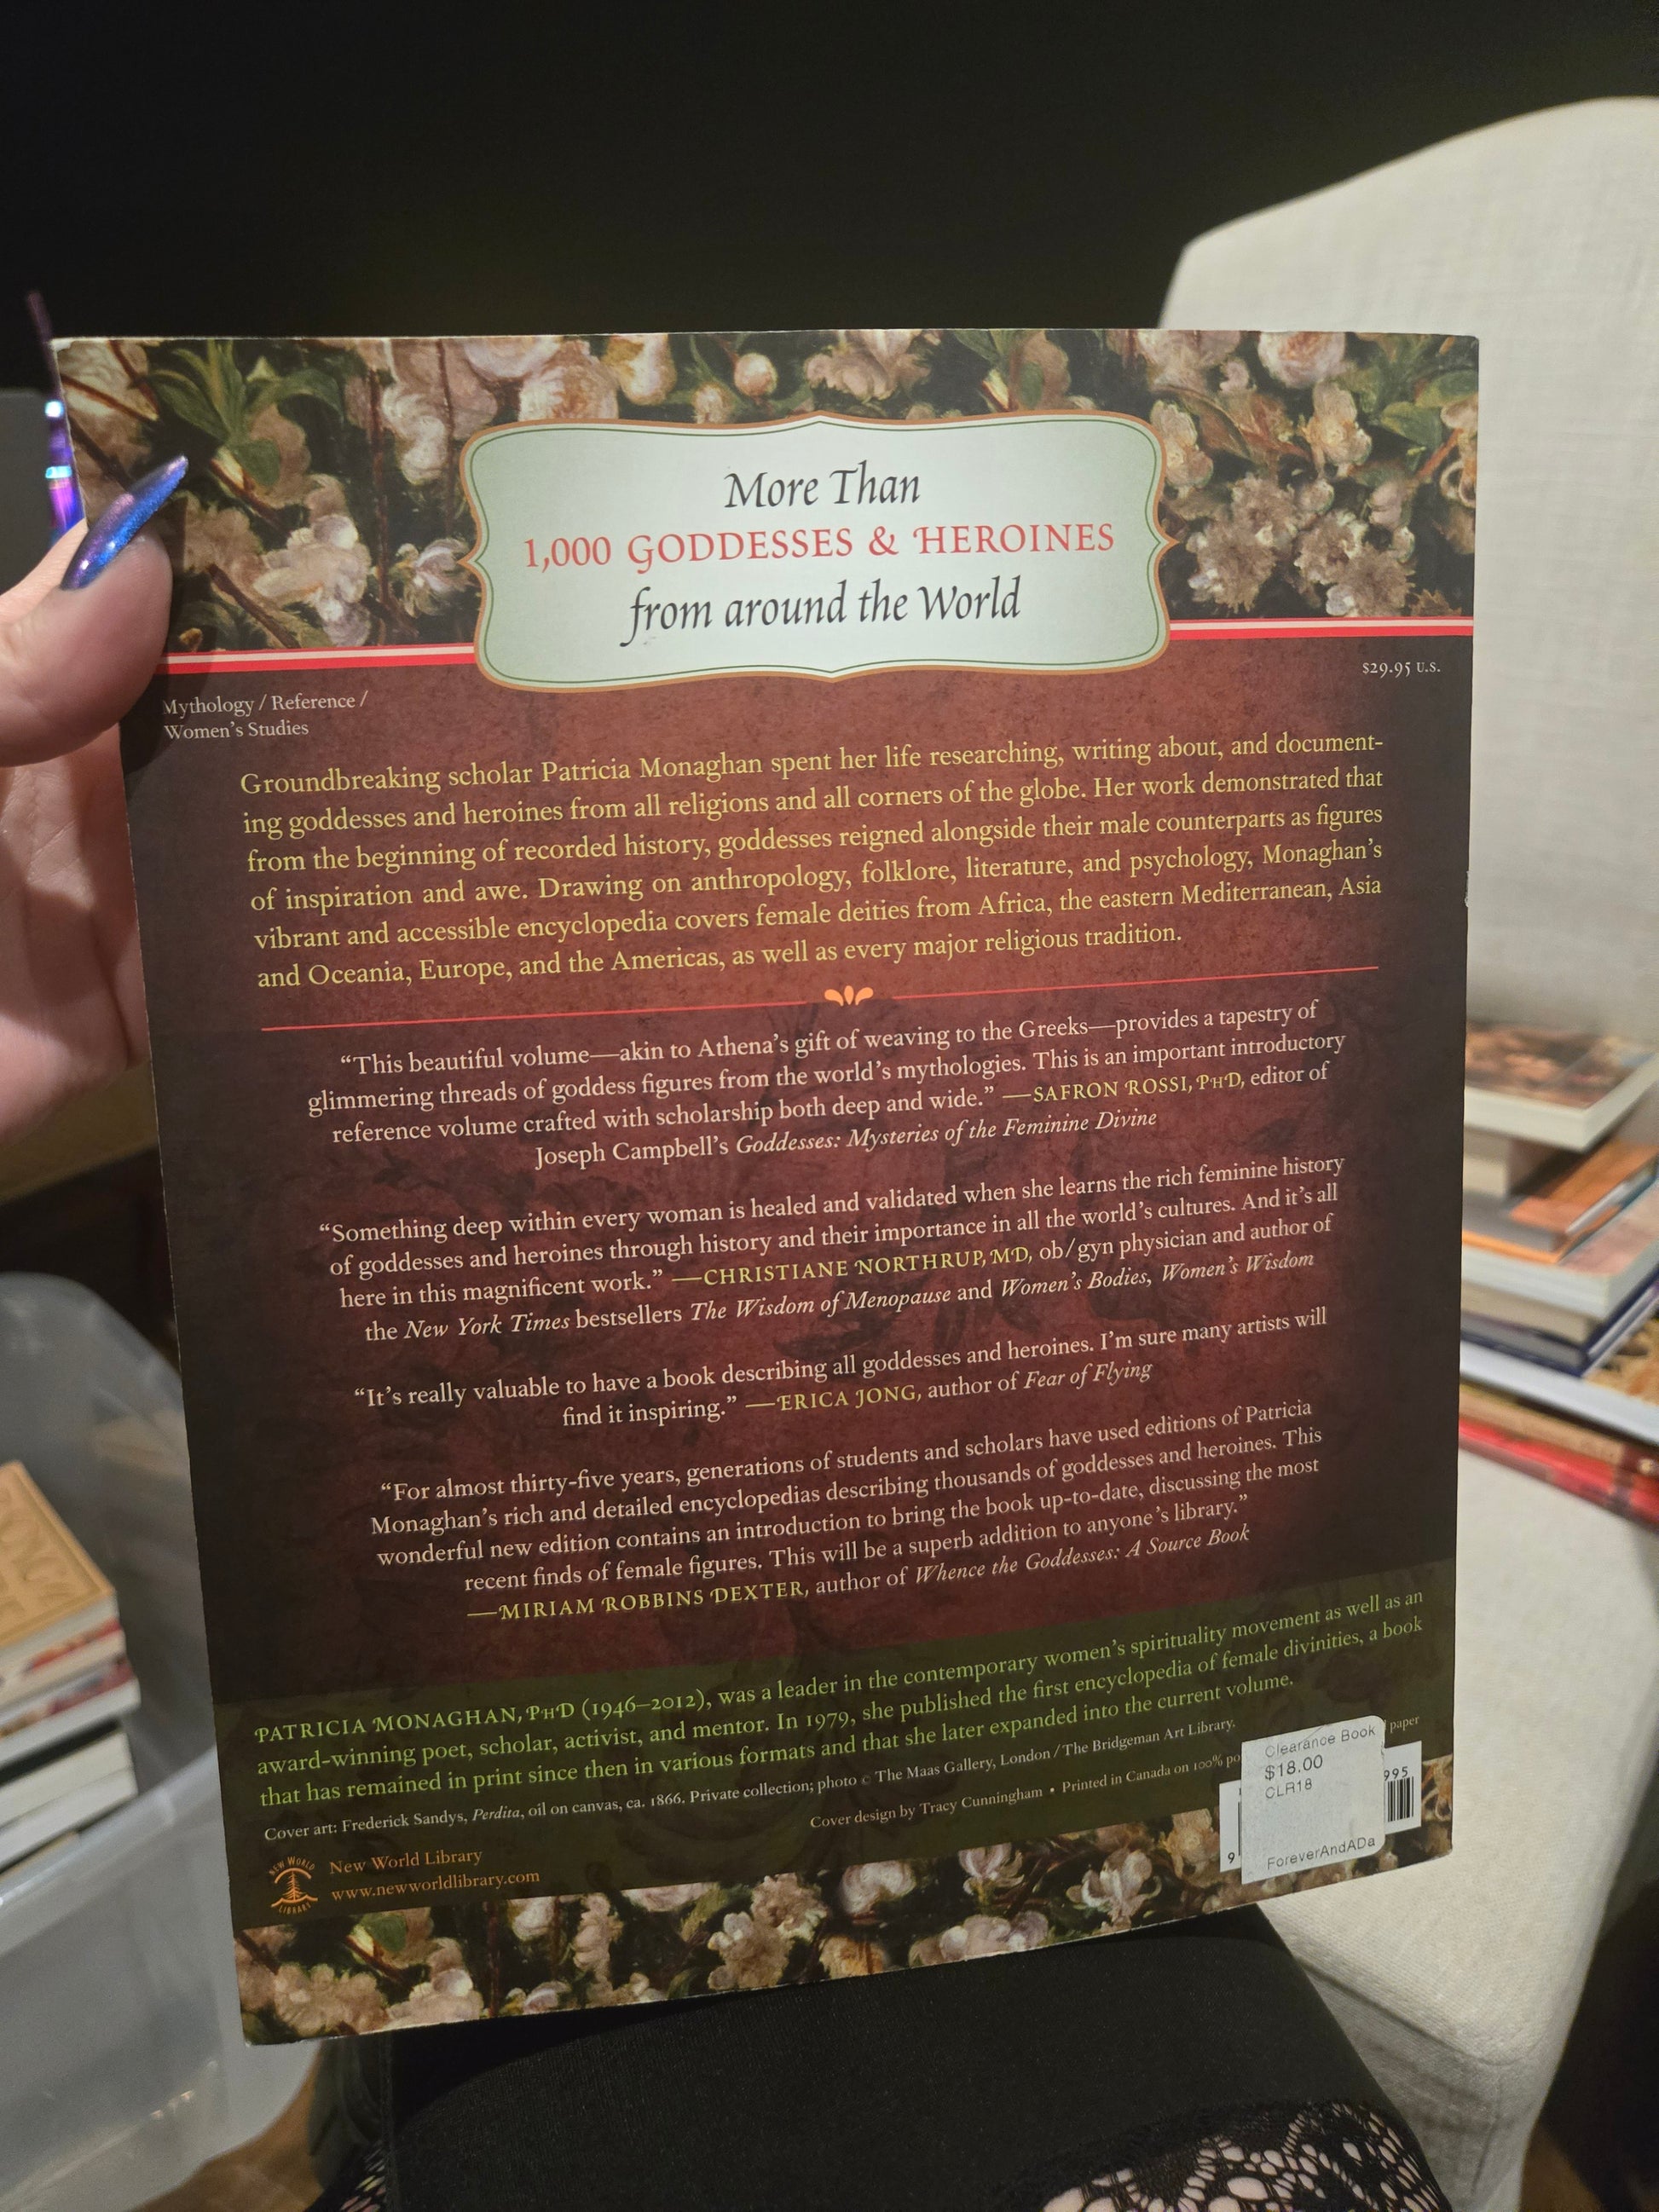 More Than
1,000 GODDESSES & HEROINES
from around the World
$29.95 U.S.
Mythology / Reference /
Women's Studies
Groundbreaking scholar Patricia Monaghan spent her life researching, writing about, and document-
ing goddesses and heroines from all religions and all corners of the globe. Her work demonstrated that
from the beginning of recorded history, goddesses reigned alongside their male counterparts as figures
of inspiration and awe. Drawing on anthropology, folklore, literature, and psychology, Monaghan's
vibrant and accessible encyclopedia covers female deities from Africa, the eastern Mediterranean, Asia
and Oceania, Europe, and the Americas, as well as every major religious tradition.
“This beautiful volume—akin to Athena's gift of weaving to the Greeks—provides a tapestry of
glimmering threads of goddess figures from the world's mythologies. This is an important introductory
reference volume crafted with scholarship both deep and wide.” —SAFRON ROSSI, PHD, editor of
Joseph Campbell's Goddesses: Mysteries of the Feminine Divine
“Something deep within every woman is healed and validated when she learns the rich feminine history
of goddesses and heroines through history and their importance in all the world's cultures. And it's all
here in this magnificent work.” —CHRISTIANE NORTHRUP, MD, ob/gyn physician and author of
the New York Times bestsellers The Wisdom of Menopause and Women's Bodies, Women's Wisdom
“It's really valuable to have a book describing all goddesses and heroines. I'm sure many artists will
find it inspiring.” —ERICA JONG, author of Fear of Flying
“For almost thirty-five years, generations of students and scholars have used editions of Patricia
Monaghan's rich and detailed encyclopedias describing thousands of goddesses and heroines. This
wonderful new edition contains an introduction to bring the book up-to-date, discussing the most
recent finds of female figures. This will be a superb addition to anyone's library.”
—MIRIAM ROBBINS DEXTER, author of Whence the Goddesses: A Source Book
PATRICIA MONAGHAN, PHD (1946–2012), was a leader in the contemporary women's spirituality movement as well as an
award-winning poet, scholar, activist, and mentor. In 1979, she published the first encyclopedia of female divinities, a book
that has remained in print since then in various formats and that she later expanded into the current volume.
Cover art: Frederick Sandys, Perdita, oil on canvas, ca. 1866. Private collection; photo © The Maas Gallery, London / The Bridgeman Art Library.
Cover design by Tracy Cunningham • Printed in Canada on 100% po paper
Clearance Book
$18.00
CLR18
ForeverAndADa
995
9
NEW WORLD
LIBRARY
New World Library
www.newworldlibrary.com